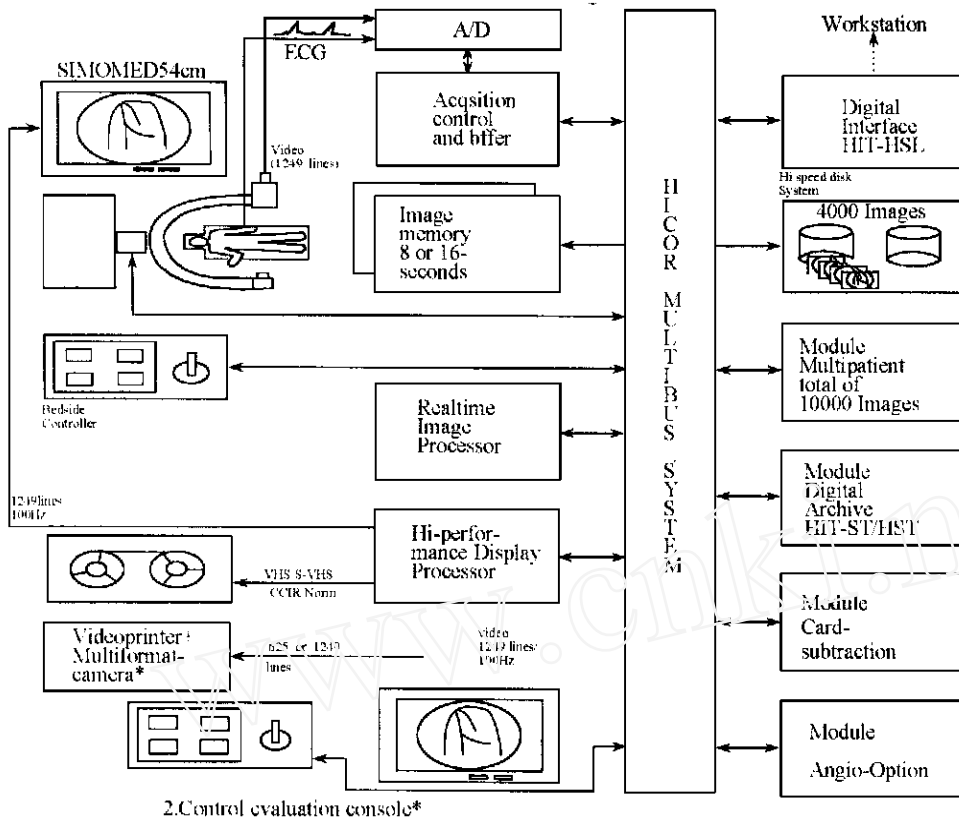 ECG
A/D
Workstation
SIMOMED54cm
Acqsition
control
and bffer
Digital
Interface
HIT-HSL
Video
(1249 lines)
Hi speed disk
System
4000 Images
Image
memory
8 or 16-
seconds
HICOR MULTIBUS SYSTEM
Bedside
Controller
Module
Multipatient
total of
10000 Images
Realtime
Image
Processor
Module
Digital
Archive
HIT-ST/HST
1249lines
100Hz
Hi-perfor-
mance Display
Processor
VHS S-VHS
CCIR Norm
Module
Card-
subtraction
Videoprinter+
Multiformat-
camera*
625 or 1249
lines
video
1249 lines/
100Hz
Module
Angio-Option
2.Control evaluation console*
www.cnki.n